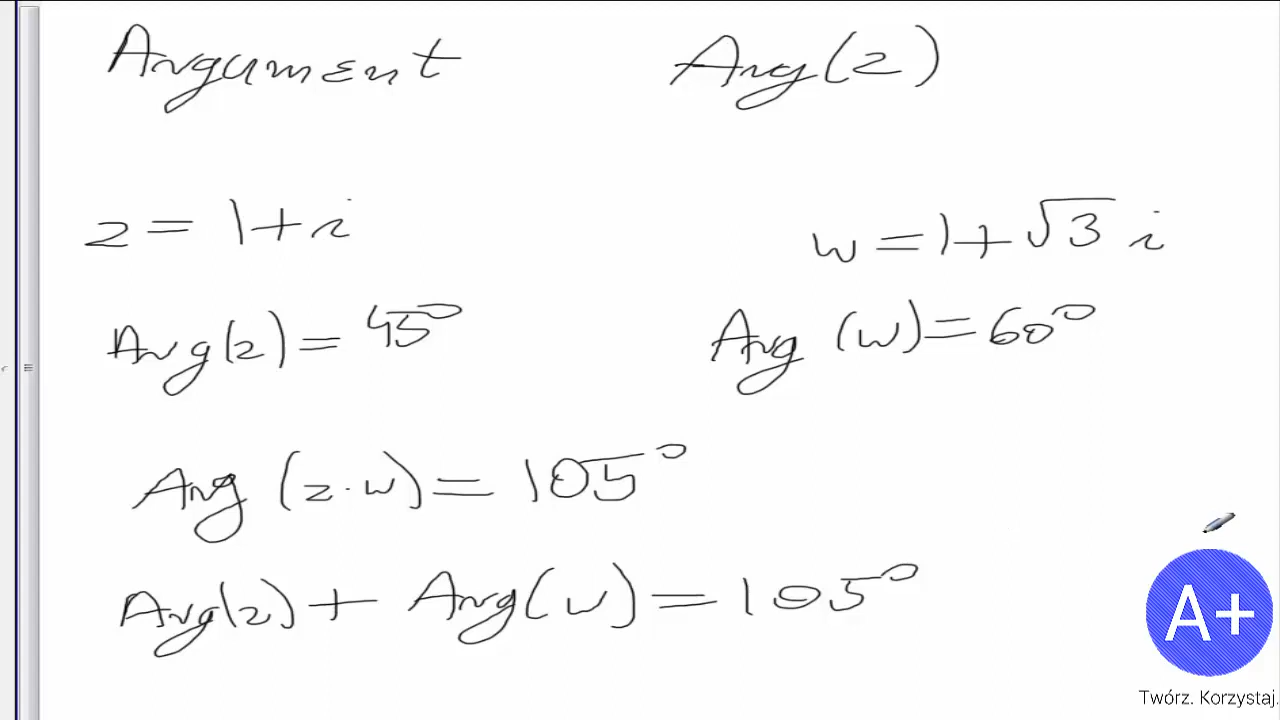 Argument Arg(z)
z = 1+i w = 1+√3 i
Arg(z) = 45° Arg (w) = 60°
Arg (z·w) = 105°
Arg(z) + Arg(w) = 105°
A+
Twórz. Korzystaj.